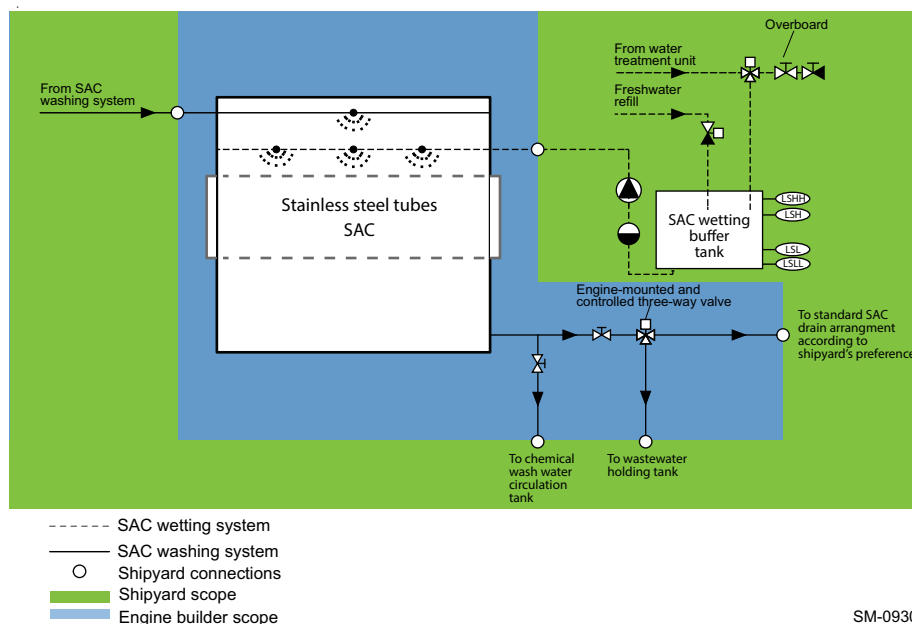 Overboard
From water
treatment unit
Freshwater
refill
From SAC
washing system
Stainless steel tubes
SAC
SAC wetting
buffer
tank
LSHH
LSH
LSL
LSLL
Engine-mounted and
controlled three-way valve
To standard SAC
drain arrangment
according to
shipyard's preference
To chemical
wash water
circulation
tank
To wastewater
holding tank
SAC wetting system
SAC washing system
Shipyard connections
Shipyard scope
Engine builder scope
SM-0930